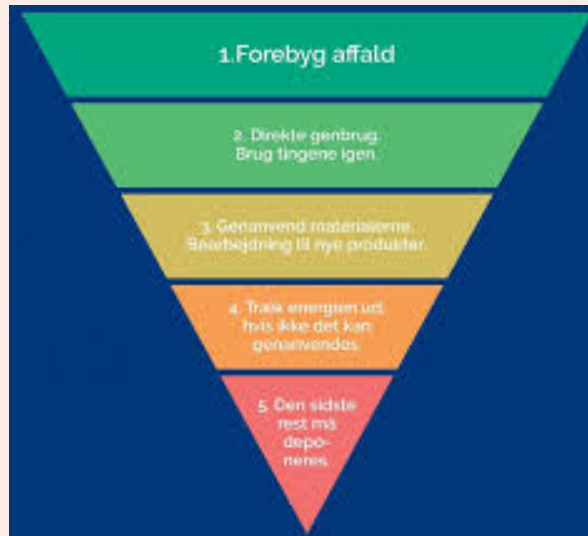 1.Forebyg affald
2. Direkte genbrug.
Brug tingene igen.
3. Genanvend materialerne.
Bearbejdning til nye produkter.
4. Træk energien ud,
hvis ikke det kan
genanvendes.
5. Den sidste
rest må
depo-
neres.